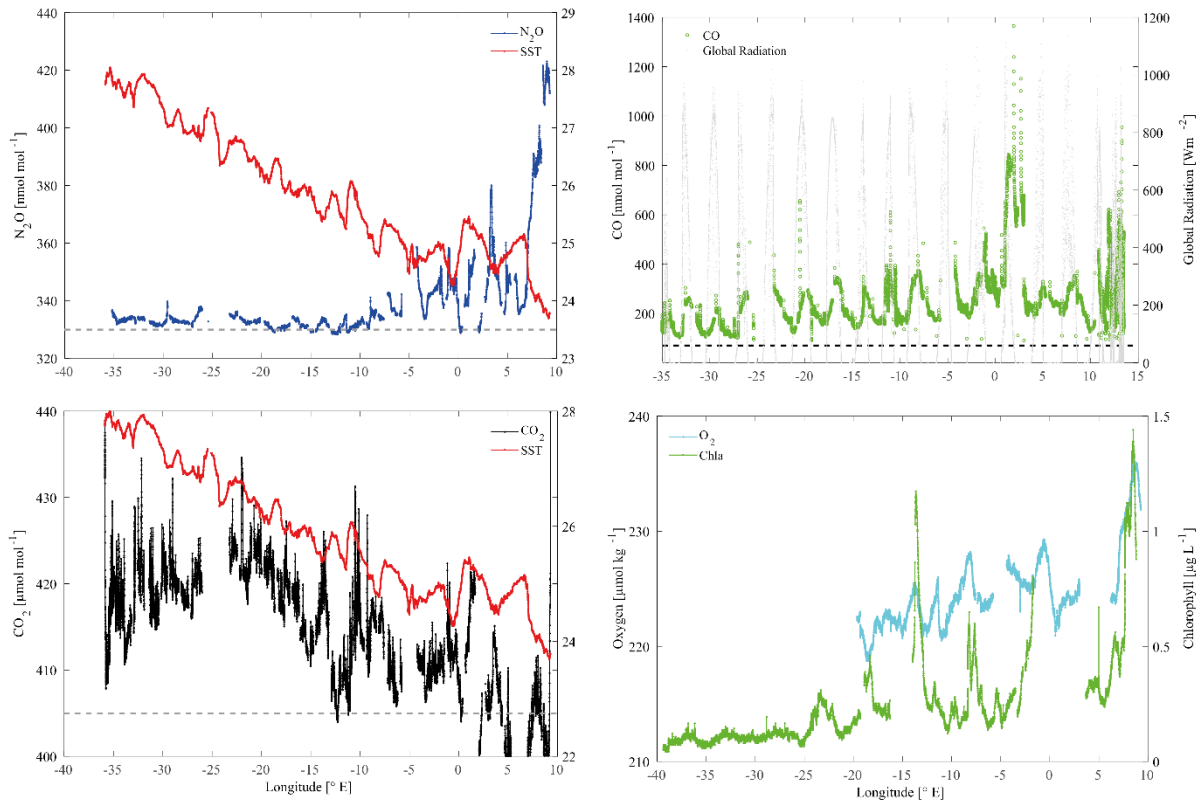 440
420
400
380
360
340
320
N2O [nmol mol -1]
29
28
27
26
25
24
23
N2O
SST
-40 -35 -30 -25 -20 -15 -10 -5 0 5 10
1400
1200
1000
800
600
400
200
CO [nmol mol -1]
CO
Global Radiation
1200
1000
800
600
400
200
0
Global Radiation [Wm -2]
-35 -30 -25 -20 -15 -10 -5 0 5 10 15
440
430
420
410
400
CO2 [µmol mol-1]
28
26
24
22
CO2
SST
-40 -35 -30 -25 -20 -15 -10 -5 0 5 10
Longitude [° E]
240
230
220
210
Oxygen [µmol kg -1]
O2
Chla
1.5
1
0.5
0
Chlorophyll [µg L-1]
-40 -35 -30 -25 -20 -15 -10 -5 0 5 10
Longitude [° E]